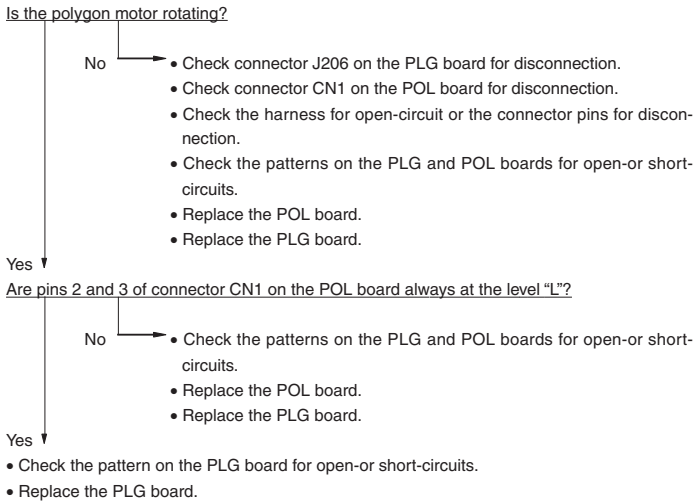 Is the polygon motor rotating?
No
• Check connector J206 on the PLG board for disconnection.
• Check connector CN1 on the POL board for disconnection.
• Check the harness for open-circuit or the connector pins for discon-
nection.
• Check the patterns on the PLG and POL boards for open-or short-
circuits.
• Replace the POL board.
• Replace the PLG board.
Yes
Are pins 2 and 3 of connector CN1 on the POL board always at the level “L”?
No
• Check the patterns on the PLG and POL boards for open-or short-
circuits.
• Replace the POL board.
• Replace the PLG board.
Yes
• Check the pattern on the PLG board for open-or short-circuits.
• Replace the PLG board.